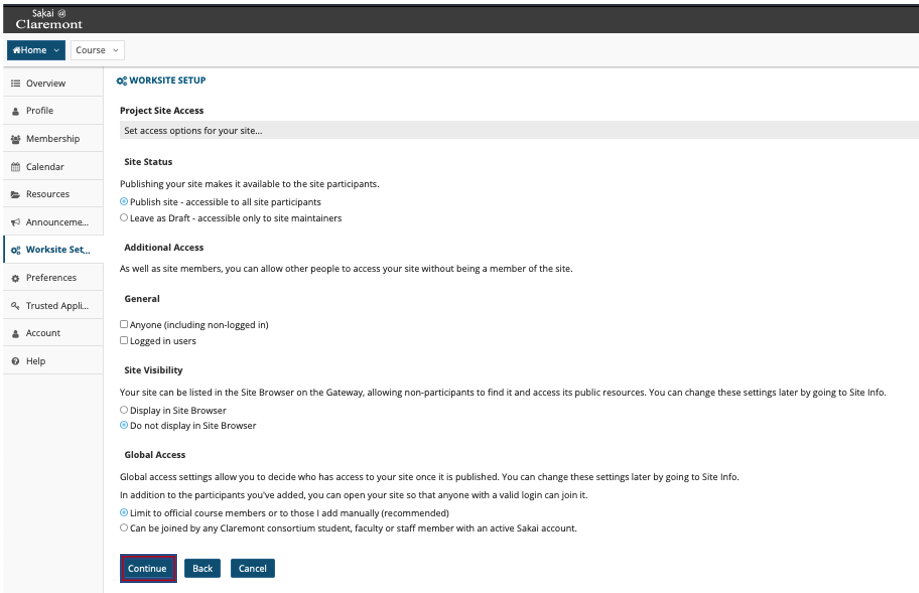 Sakai @
Claremont
Home
Course
Overview
Profile
Membership
Calendar
Resources
Announceme...
Worksite Set...
Preferences
Trusted Appli...
Account
Help
WORKSITE SETUP
Project Site Access
Set access options for your site...
Site Status
Publishing your site makes it available to the site participants.
Publish site - accessible to all site participants
Leave as Draft - accessible only to site maintainers
Additional Access
As well as site members, you can allow other people to access your site without being a member of the site.
General
Anyone (including non-logged in)
Logged in users
Site Visibility
Your site can be listed in the Site Browser on the Gateway, allowing non-participants to find it and access its public resources. You can change these settings later by going to Site Info.
Display in Site Browser
Do not display in Site Browser
Global Access
Global access settings allow you to decide who has access to your site once it is published. You can change these settings later by going to Site Info.
In addition to the participants you've added, you can open your site so that anyone with a valid login can join it.
Limit to official course members or to those I add manually (recommended)
Can be joined by any Claremont consortium student, faculty or staff member with an active Sakai account.
Continue
Back
Cancel